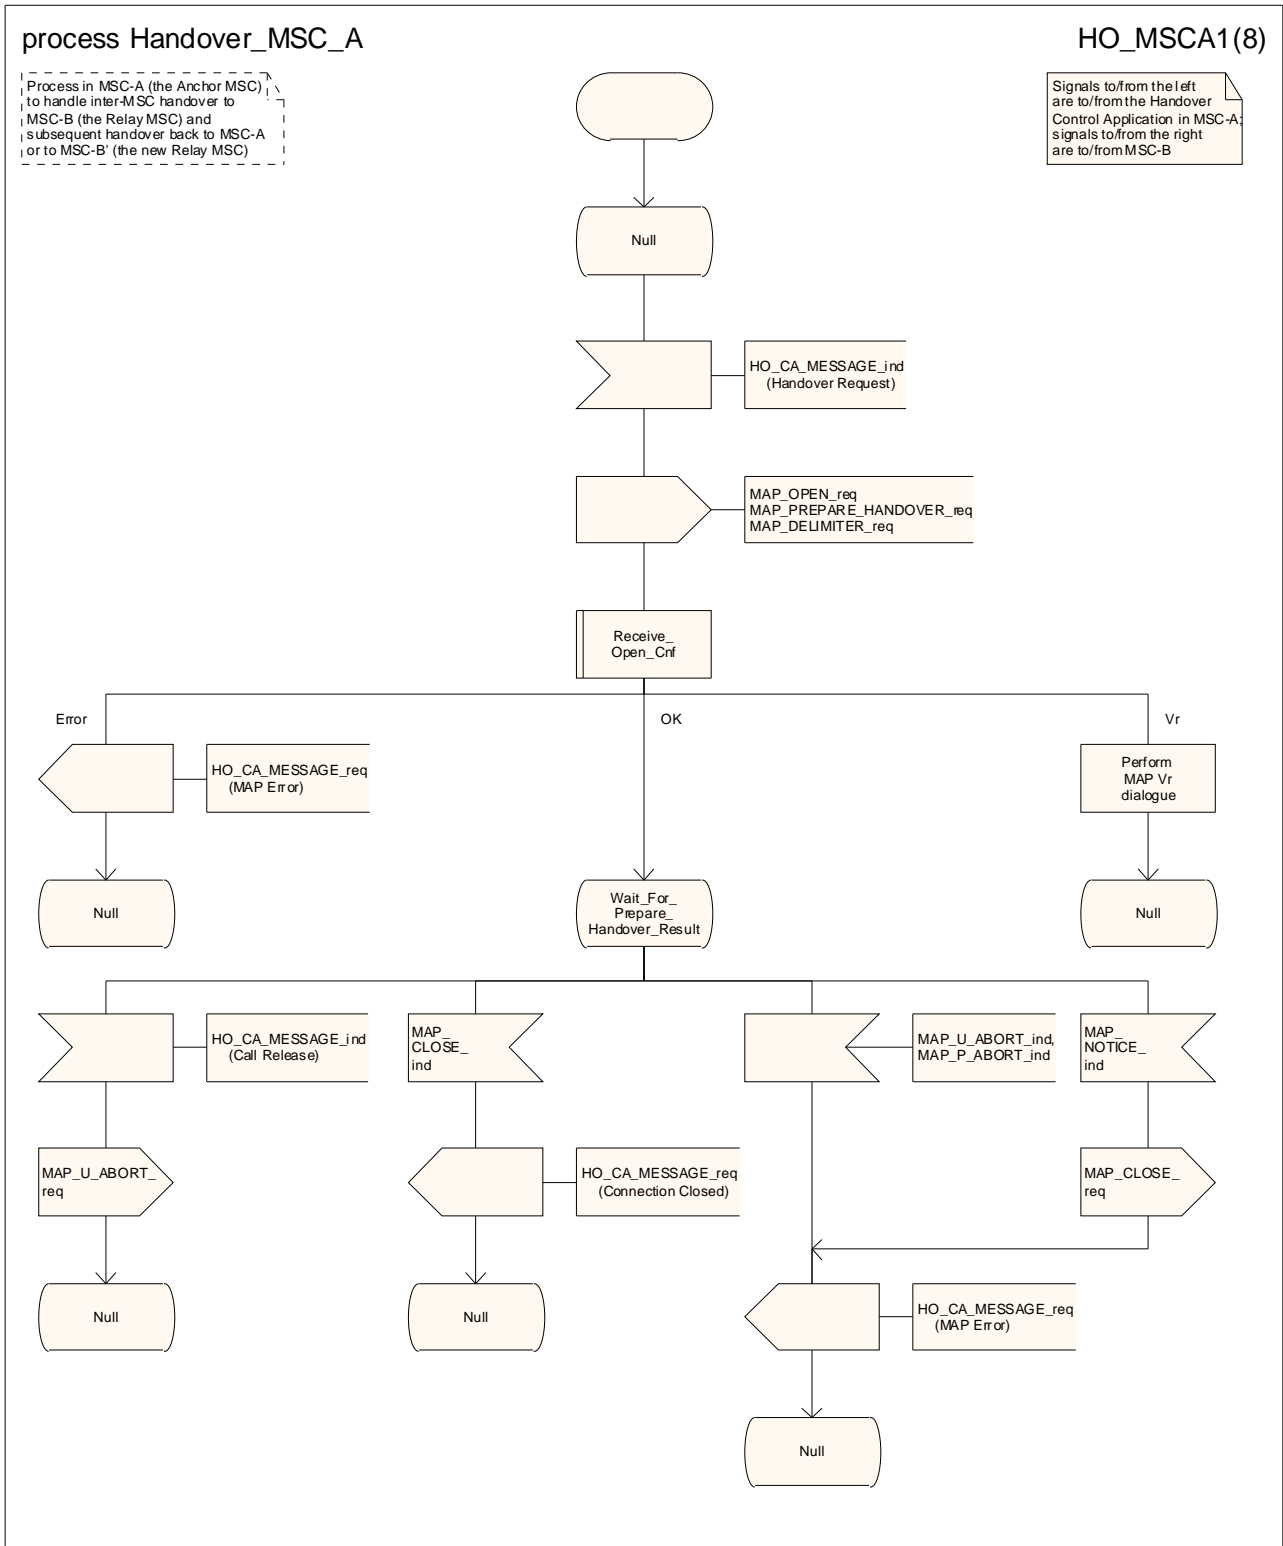 process Handover_MSC_A
HO_MSCA1(8)
Process in MSC-A (the Anchor MSC)
to handle inter-MSC handover to
MSC-B (the Relay MSC) and
subsequent handover back to MSC-A
or to MSC-B' (the new Relay MSC)
Signals to/from the left
are to/from the Handover
Control Application in MSC-A;
signals to/from the right
are to/from MSC-B
Null
HO_CA_MESSAGE_ind
(Handover Request)
MAP_OPEN_req
MAP_PREPARE_HANDOVER_req
MAP_DELIMITER_req
Receive_
Open_Cnf
Error
OK
Vr
HO_CA_MESSAGE_req
(MAP Error)
Perform
MAP Vr
dialogue
Null
Wait_For_
Prepare_
Handover_Result
Null
HO_CA_MESSAGE_ind
(Call Release)
MAP_
CLOSE_
ind
MAP_U_ABORT_ind,
MAP_P_ABORT_ind
MAP_
NOTICE_
ind
MAP_U_ABORT_
req
HO_CA_MESSAGE_req
(Connection Closed)
MAP_CLOSE_
req
Null
Null
HO_CA_MESSAGE_req
(MAP Error)
Null